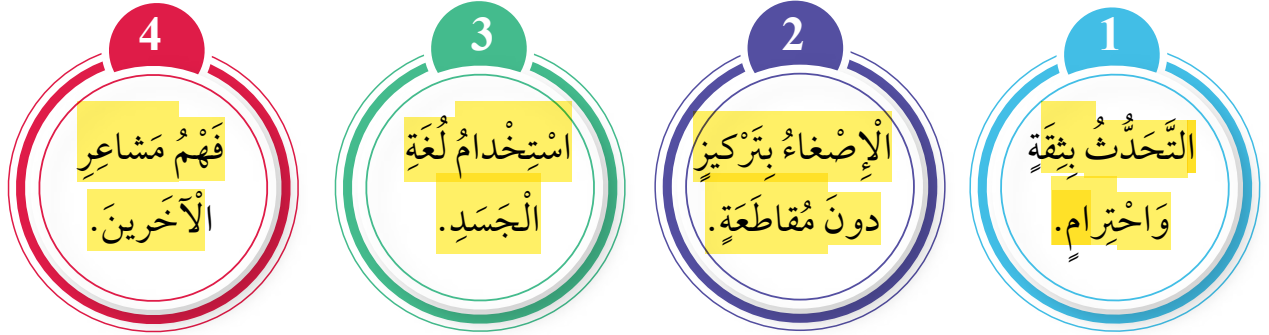 1
التَّحَدُّثُ بِثِقَةٍ
وَاحْتِرامٍ.
2
الْإِصْغاءُ بِتَرْكيزٍ
دونَ مُقاطَعَةٍ.
3
اسْتِخْدامُ لُغَةِ
الْجَسَدِ.
4
فَهْمُ مَشاعِرِ
الْآخَرينَ.